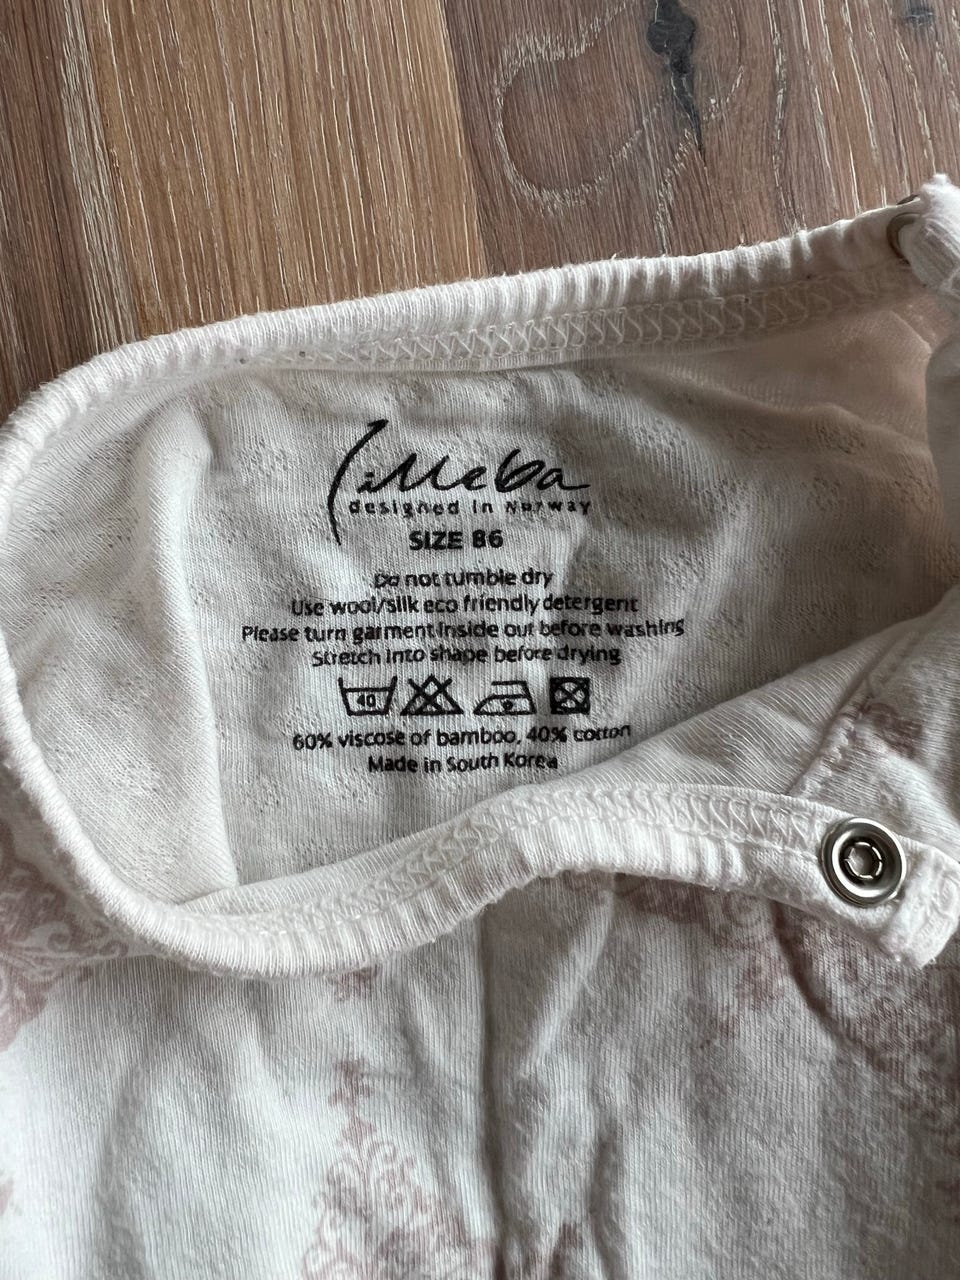 Lilleba
designed in Norway
SIZE 86
Do not tumble dry
Use wool/silk eco friendly detergent
Please turn garment inside out before washing
Stretch into shape before drying
40
60% viscose of bamboo, 40% cotton
Made in South Korea